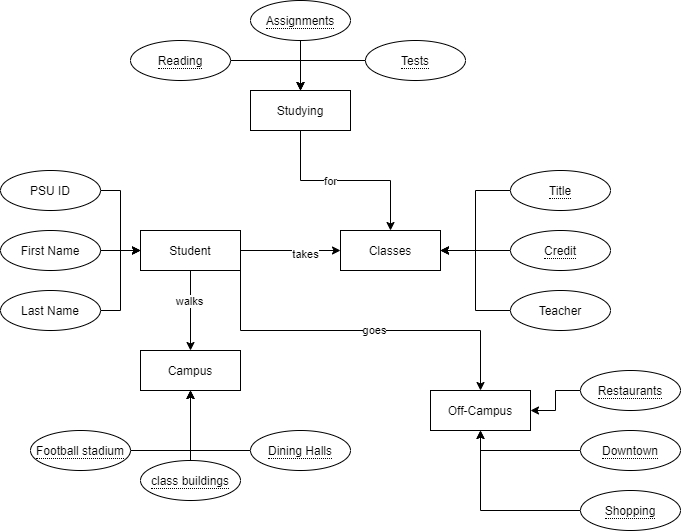 Assignments
Reading
Tests
Studying
PSU ID
for
Title
First Name
Student
takes
Classes
Credit
walks
Last Name
Teacher
goes
Campus
Restaurants
Off-Campus
Football stadium
Dining Halls
Downtown
class buildings
Shopping